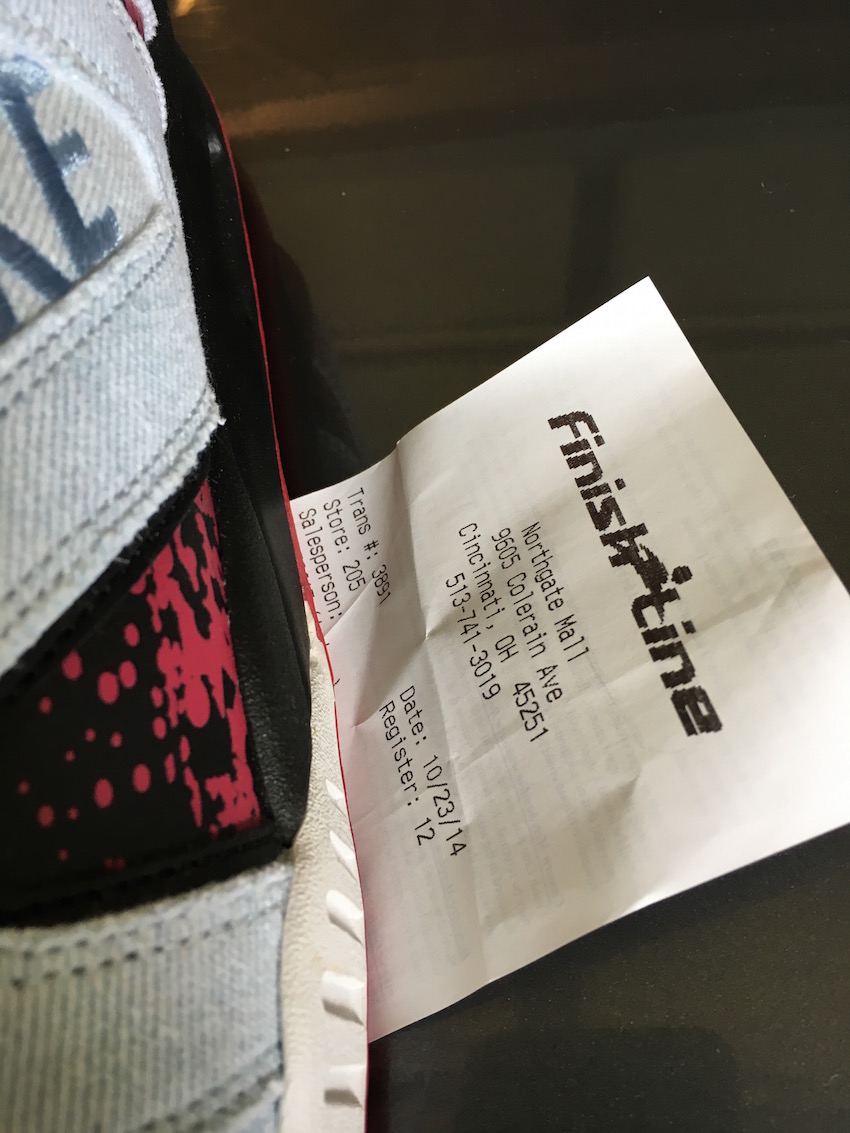 Finish Line
Northgate Mall
9605 Colerain Ave
Cincinnati, OH 45251
513-741-3019
Trans #: 3891
Date: 10/23/14
Store: 205
Register: 12
Salesperson: